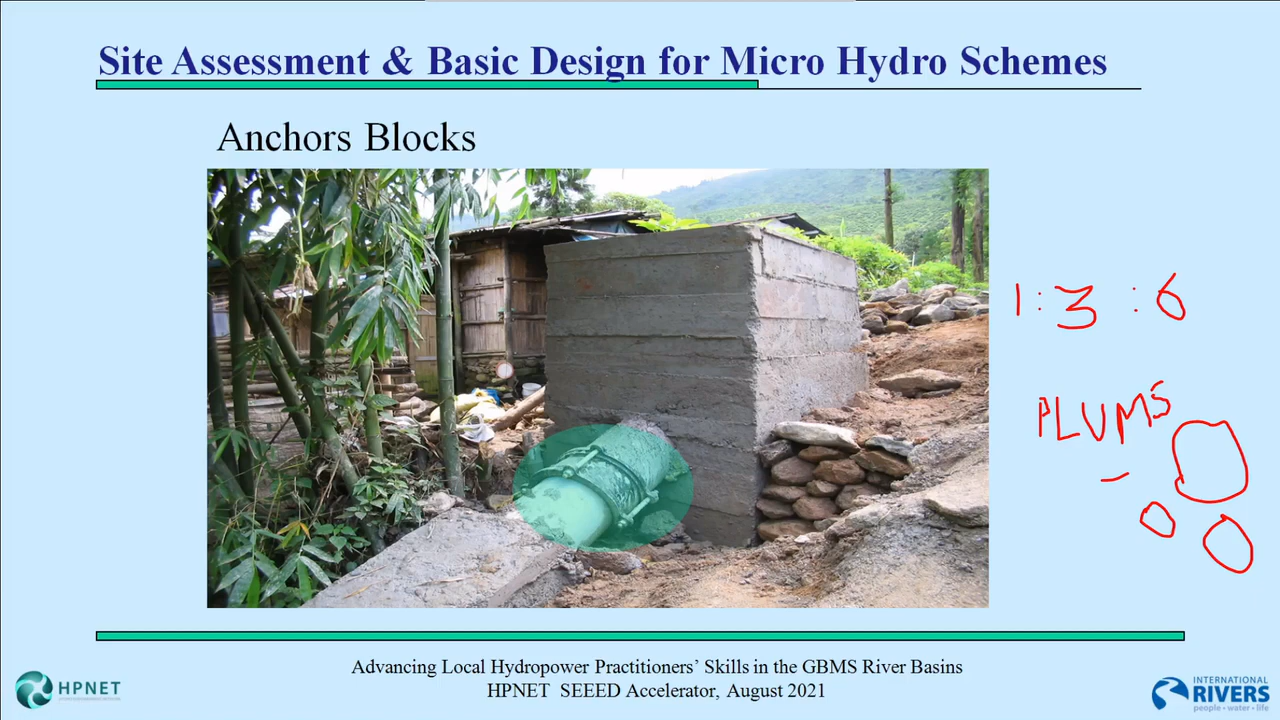 Site Assessment & Basic Design for Micro Hydro Schemes
Anchors Blocks
1:3 :6
PLUMS
Advancing Local Hydropower Practitioners' Skills in the GBMS River Basins
HPNET SEEED Accelerator, August 2021
HPNET
INTERNATIONAL
RIVERS
people • water • life